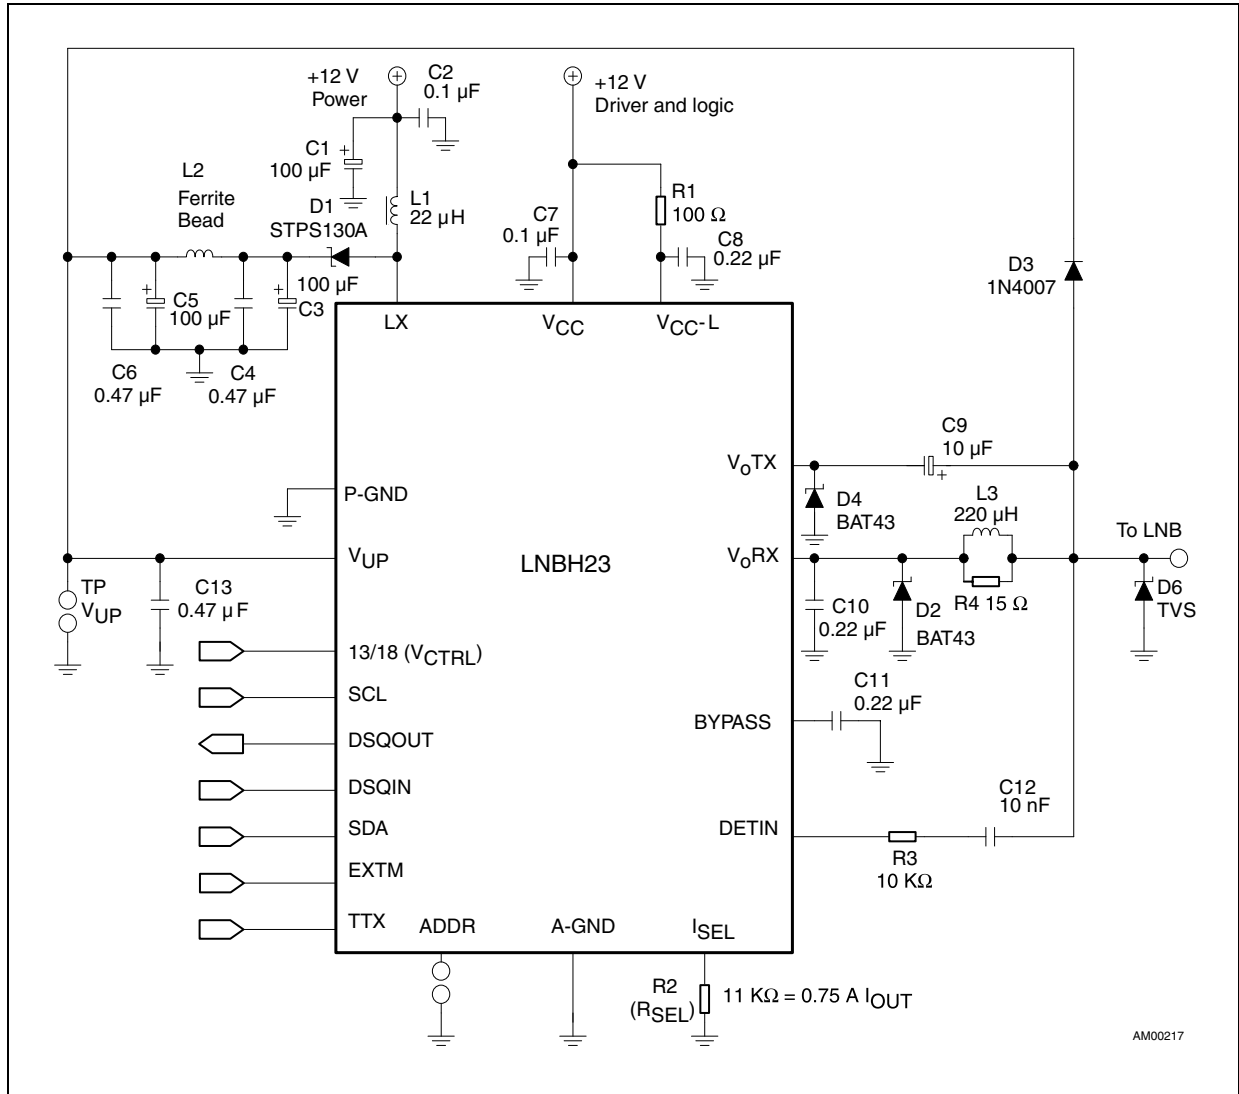 +12 V
Power
C2
0.1 µF
+12 V
Driver and logic
C1
+
100 µF
L1
22 µH
L2
Ferrite
Bead
D1
STPS130A
R1
100 Ω
C7
0.1 µF
C8
0.22 µF
D3
1N4007
+
C5
100 µF
+
100 µF
C3
C6
0.47 µF
C4
0.47 µF
LX
VCC
VCC-L
C9
10 µF
+
VoTX
D4
BAT43
L3
220 µH
P-GND
VUP
LNBH23
VoRX
To LNB
TP
VUP
C13
0.47 µF
C10
0.22 µF
D2
BAT43
R4 15 Ω
D6
TVS
13/18 (VCTRL)
SCL
DSQOUT
DSQIN
SDA
EXTM
TTX
BYPASS
C11
0.22 µF
DETIN
R3
10 KΩ
C12
10 nF
ADDR
A-GND
ISEL
R2
(RSEL)
11 KΩ = 0.75 A IOUT
AM00217